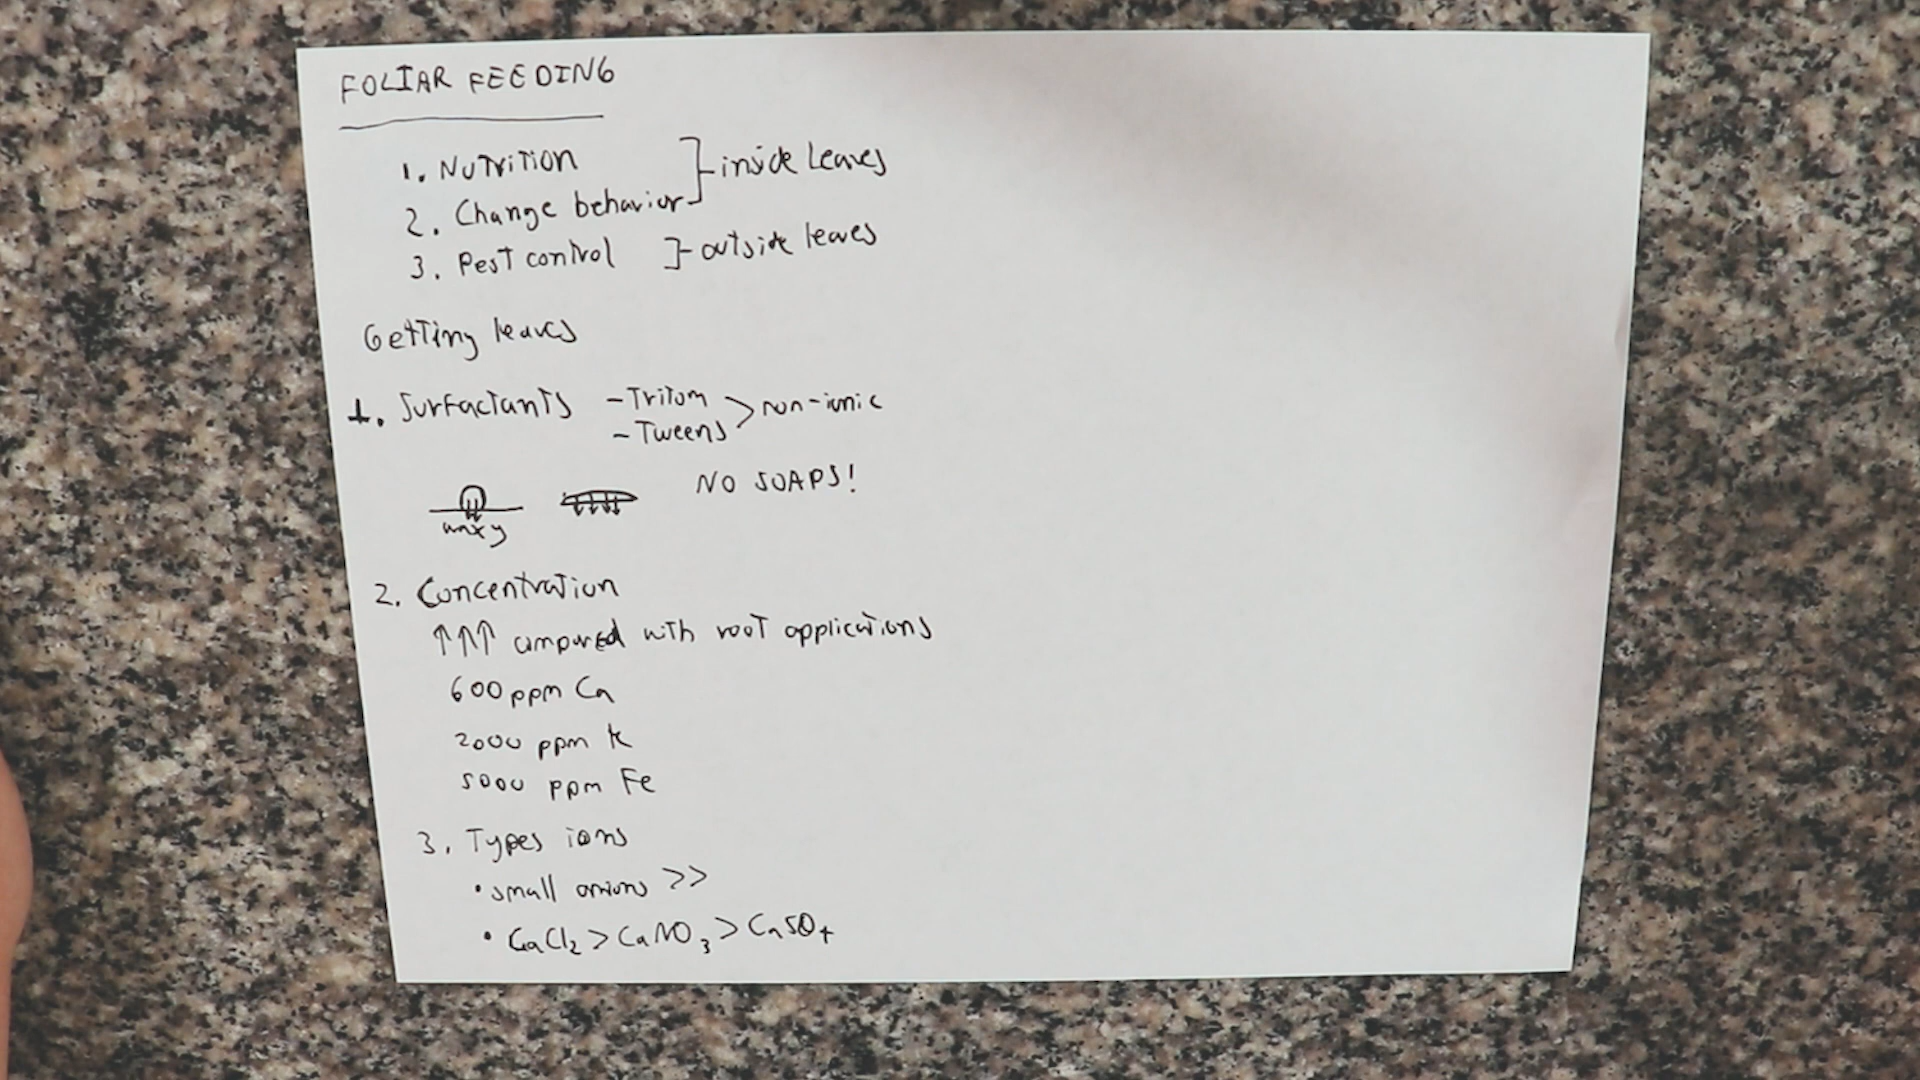 FOLIAR FEEDING
1. Nutrition
2. Change behavior
inside leaves
3. Pest control
outside leaves
Getting leaves
1. Surfactants
- Triton
- Tweens
non-ionic
NO SOAPS!
waxy
2. Concentration
↑↑↑ compared with root applications
600 ppm Ca
2000 ppm K
5000 ppm Fe
3. Types ions
• small anions >>
• CaCl₂ > CaNO₃ > CaSO₄